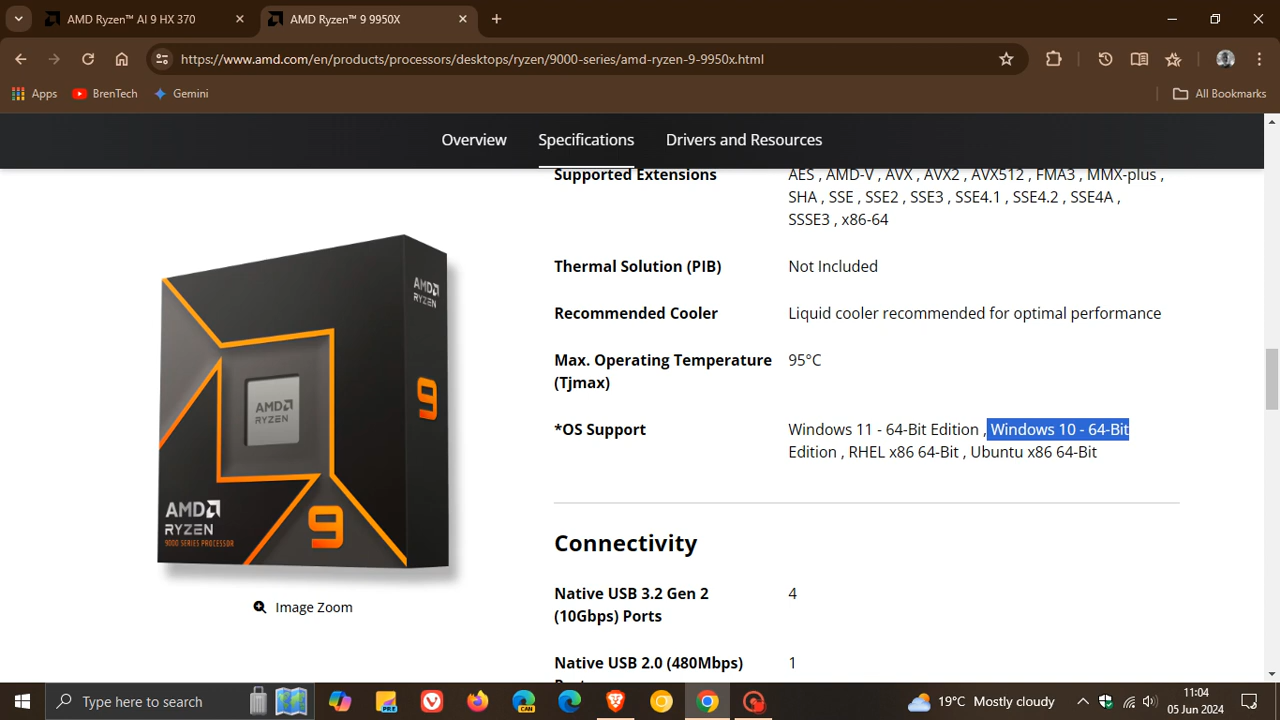 AMD Ryzen™ AI 9 HX 370
AMD Ryzen™ 9 9950X
https://www.amd.com/en/products/processors/desktops/ryzen/9000-series/amd-ryzen-9-9950x.html
Apps
BrenTech
Gemini
All Bookmarks
Overview
Specifications
Drivers and Resources
Supported Extensions
AES , AMD-V , AVX , AVX2 , AVX512 , FMA3 , MMX-plus ,
SHA , SSE , SSE2 , SSE3 , SSE4.1 , SSE4.2 , SSE4A ,
SSSE3 , x86-64
Thermal Solution (PIB)
Not Included
Recommended Cooler
Liquid cooler recommended for optimal performance
Max. Operating Temperature
(Tjmax)
95°C
*OS Support
Windows 11 - 64-Bit Edition , Windows 10 - 64-Bit
Edition , RHEL x86 64-Bit , Ubuntu x86 64-Bit
Connectivity
Native USB 3.2 Gen 2
(10Gbps) Ports
4
Native USB 2.0 (480Mbps)
1
AMD
RYZEN
9
AMD
RYZEN
AMD
RYZEN
9000 SERIES PROCESSOR
9
Image Zoom
Type here to search
PRE
CAN
19°C Mostly cloudy
11:04
05 Jun 2024